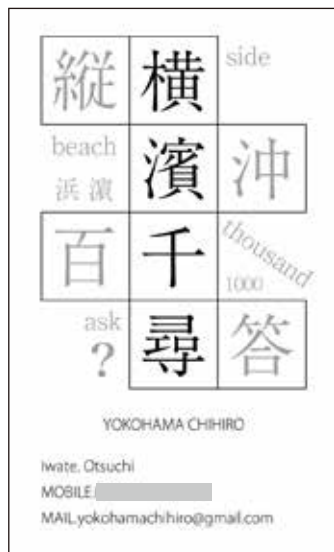 縦 横 side
beach
濱 沖
浜 濵
百 千 thousand
1000
ask
? 尋 答
YOKOHAMA CHIHIRO
Iwate. Otsuchi
MOBILE.
MAIL.yokohamachihiro@gmail.com